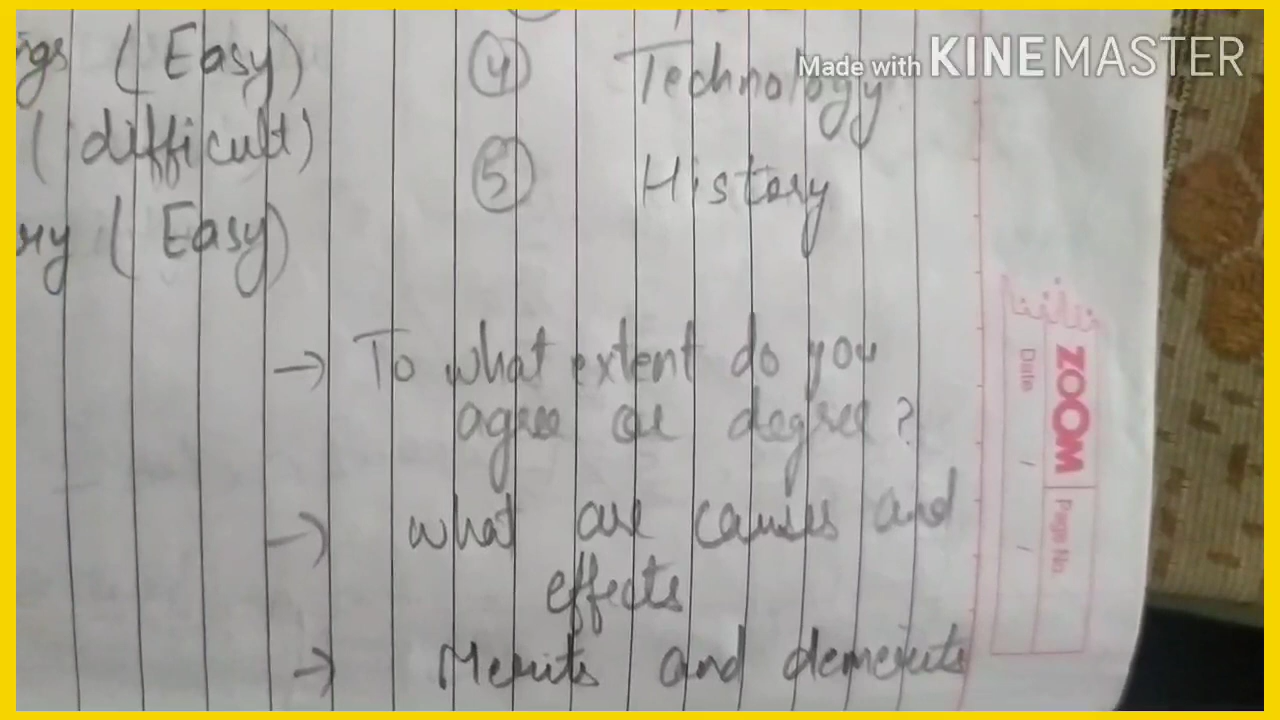 (Easy)
(difficult)
(Easy)
④ Technology
⑤ History
→ To what extent do you
agree or degree?
→ what are causes and
effects
→ Merits and demerits
Made with KINEMASTER
ZOOM
Date / /
Page No.